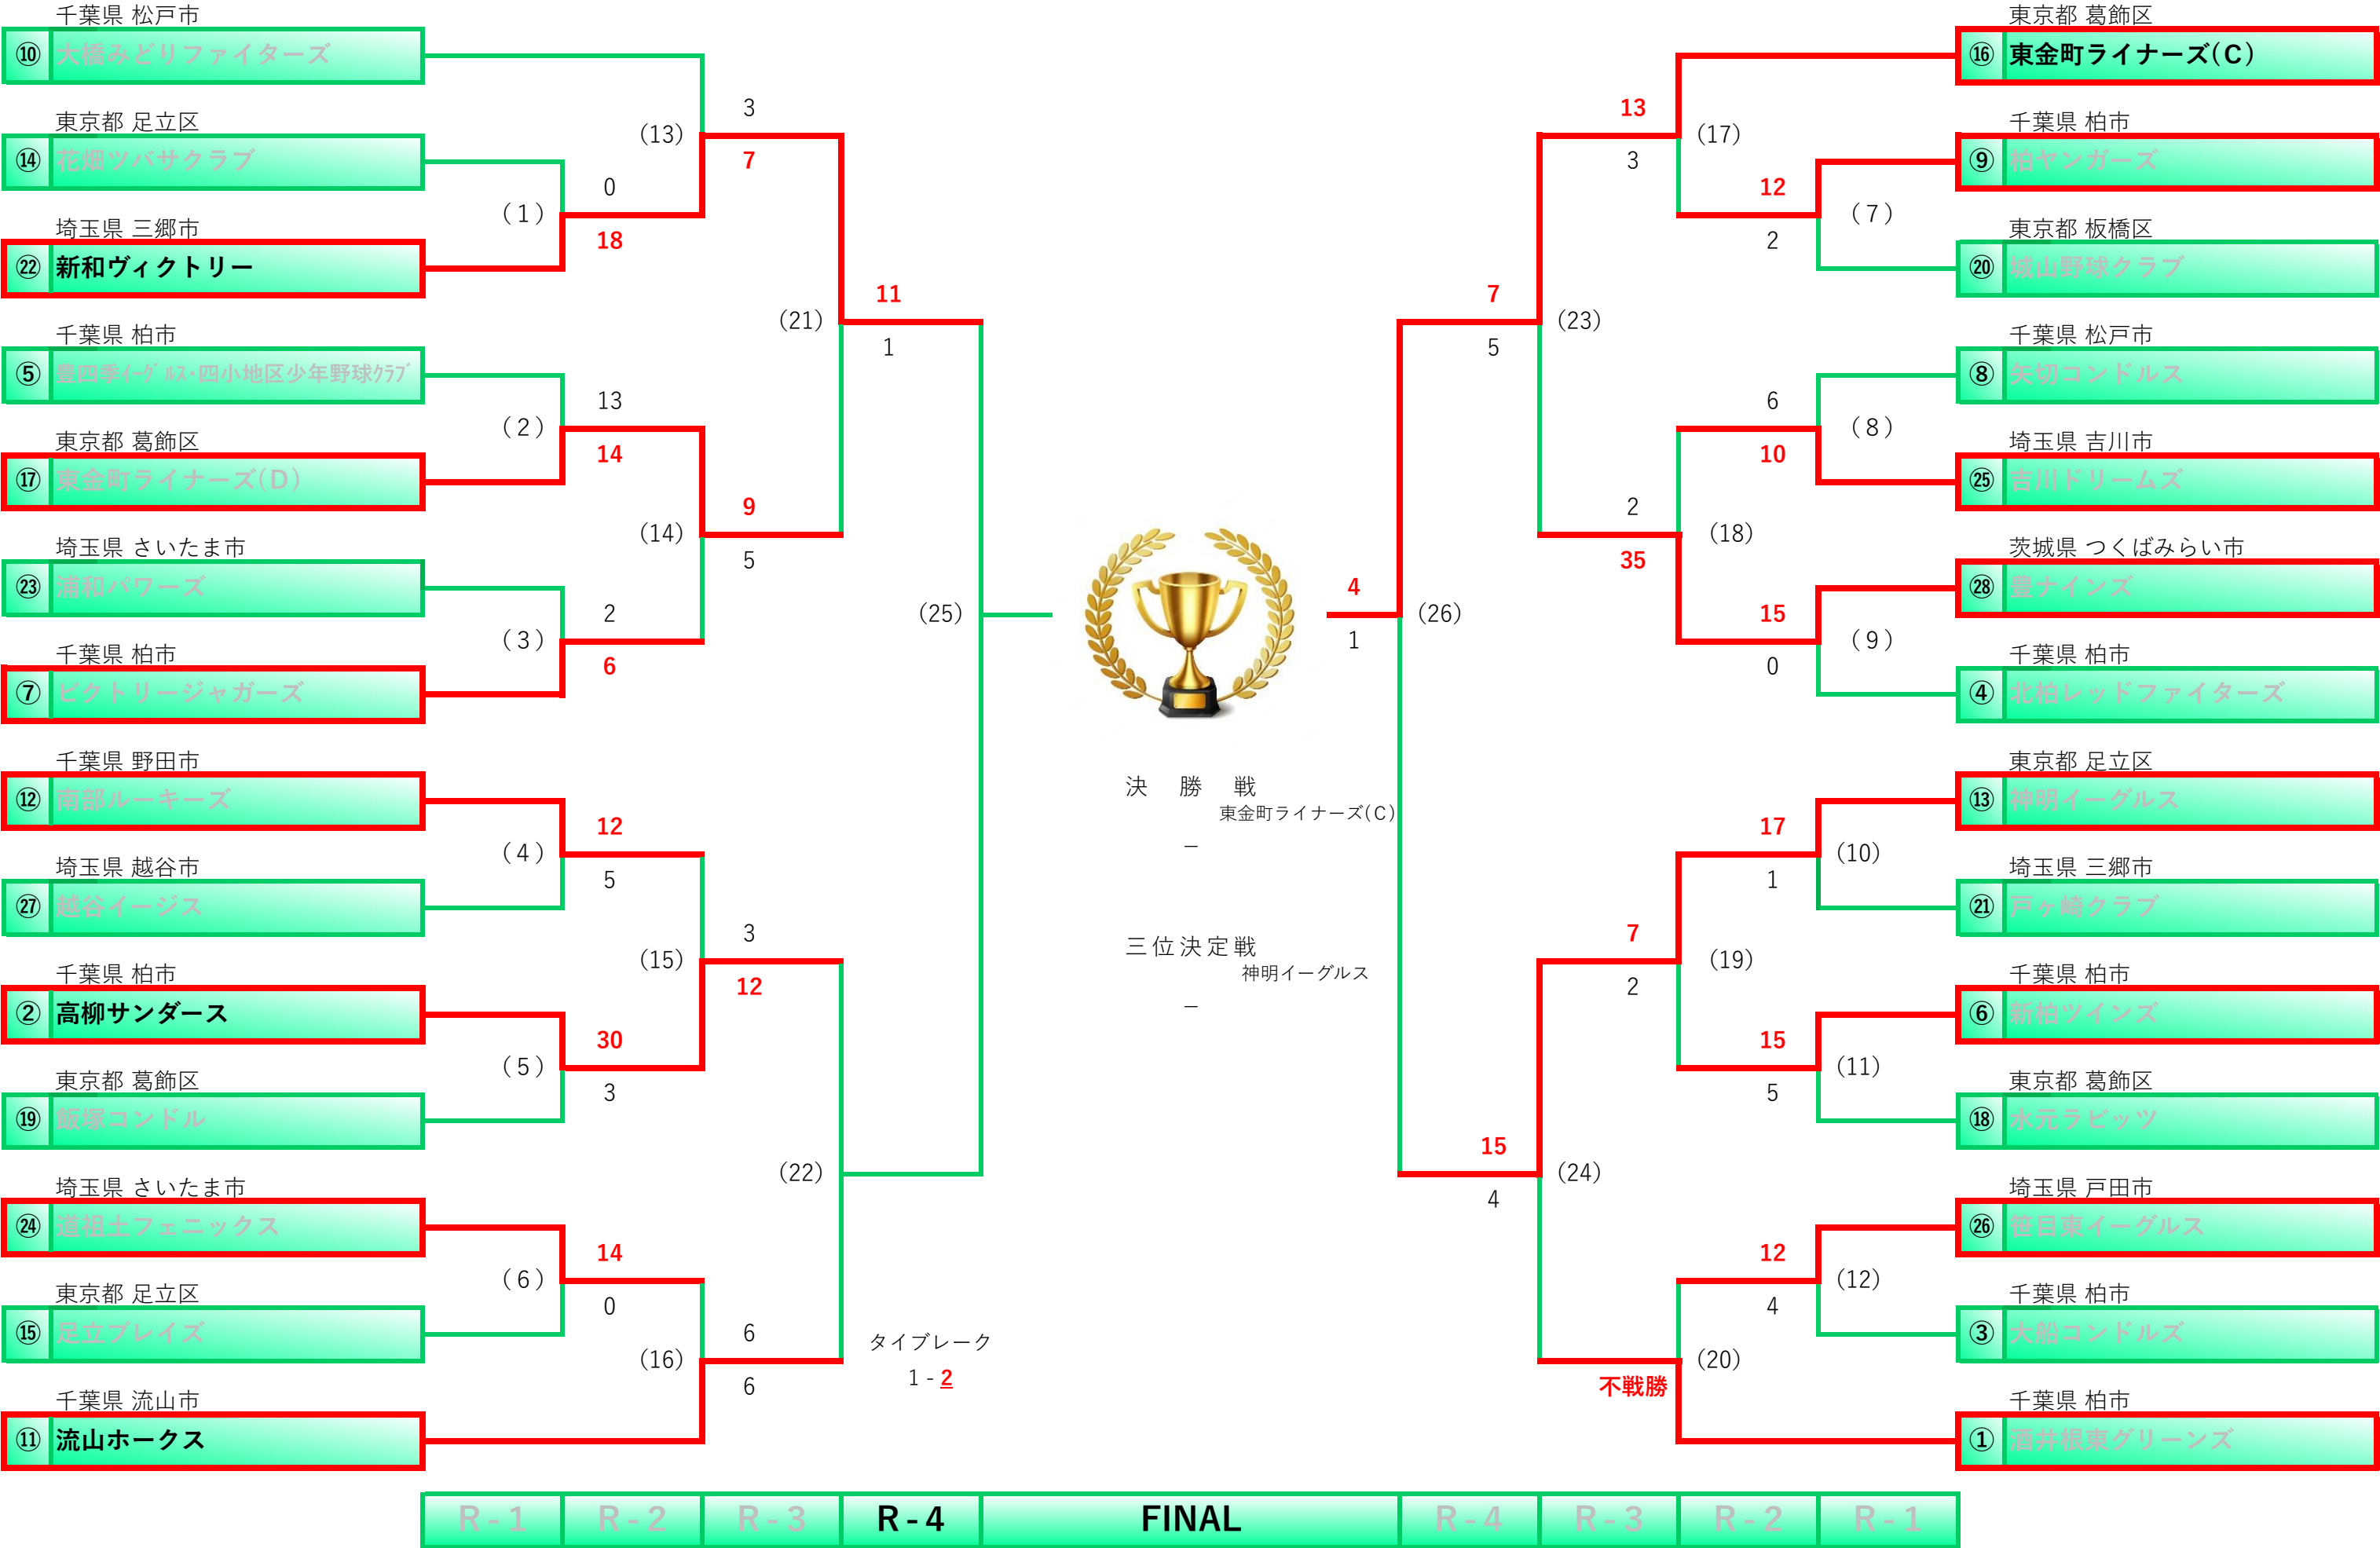 千葉県 松戸市
⑩ 大橋みどりファイターズ
東京都 足立区
⑭ 花畑ツバサクラブ
埼玉県 三郷市
㉒ 新和ヴィクトリー
千葉県 柏市
⑤ 豊四季ｲｰｸﾞﾙｽ・四小地区少年野球ｸﾗﾌﾞ
東京都 葛飾区
⑰ 東金町ライナーズ(D)
埼玉県 さいたま市
㉓ 浦和パワーズ
千葉県 柏市
⑦ ビクトリージャガーズ
千葉県 野田市
⑫ 南部ルーキーズ
埼玉県 越谷市
㉗ 越谷イージス
千葉県 柏市
② 高柳サンダース
東京都 葛飾区
⑲ 飯塚コンドル
埼玉県 さいたま市
㉔ 道祖土フェニックス
東京都 足立区
⑮ 足立ブレイズ
千葉県 流山市
⑪ 流山ホークス
(1)
0
18
(2)
13
14
(3)
2
6
(4)
12
5
(5)
30
3
(6)
14
0
(13)
3
7
(14)
9
5
(15)
3
12
(16)
6
6
タイブレーク
1 - 2
(21)
11
1
(22)
(25)
決 勝 戦
東金町ライナーズ(C)
–
三位決定戦
神明イーグルス
–
4
1
(26)
7
5
(23)
15
4
(24)
13
3
(17)
2
35
(18)
7
2
(19)
不戦勝
(20)
12
2
(7)
6
10
(8)
15
0
(9)
17
1
(10)
15
5
(11)
12
4
(12)
東京都 葛飾区
⑯ 東金町ライナーズ(C)
千葉県 柏市
⑨ 柏ヤンガーズ
東京都 板橋区
⑳ 城山野球クラブ
千葉県 松戸市
⑧ 矢切コンドルス
埼玉県 吉川市
㉕ 吉川ドリームズ
茨城県 つくばみらい市
㉘ 豊ナインズ
千葉県 柏市
④ 北柏レッドファイターズ
東京都 足立区
⑬ 神明イーグルス
埼玉県 三郷市
㉑ 戸ヶ崎クラブ
千葉県 柏市
⑥ 新柏ツインズ
東京都 葛飾区
⑱ 水元ラビッツ
埼玉県 戸田市
㉖ 笹目東イーグルス
千葉県 柏市
③ 大船コンドルズ
千葉県 柏市
① 酒井根東グリーンズ
R-1 R-2 R-3 R-4 FINAL R-4 R-3 R-2 R-1